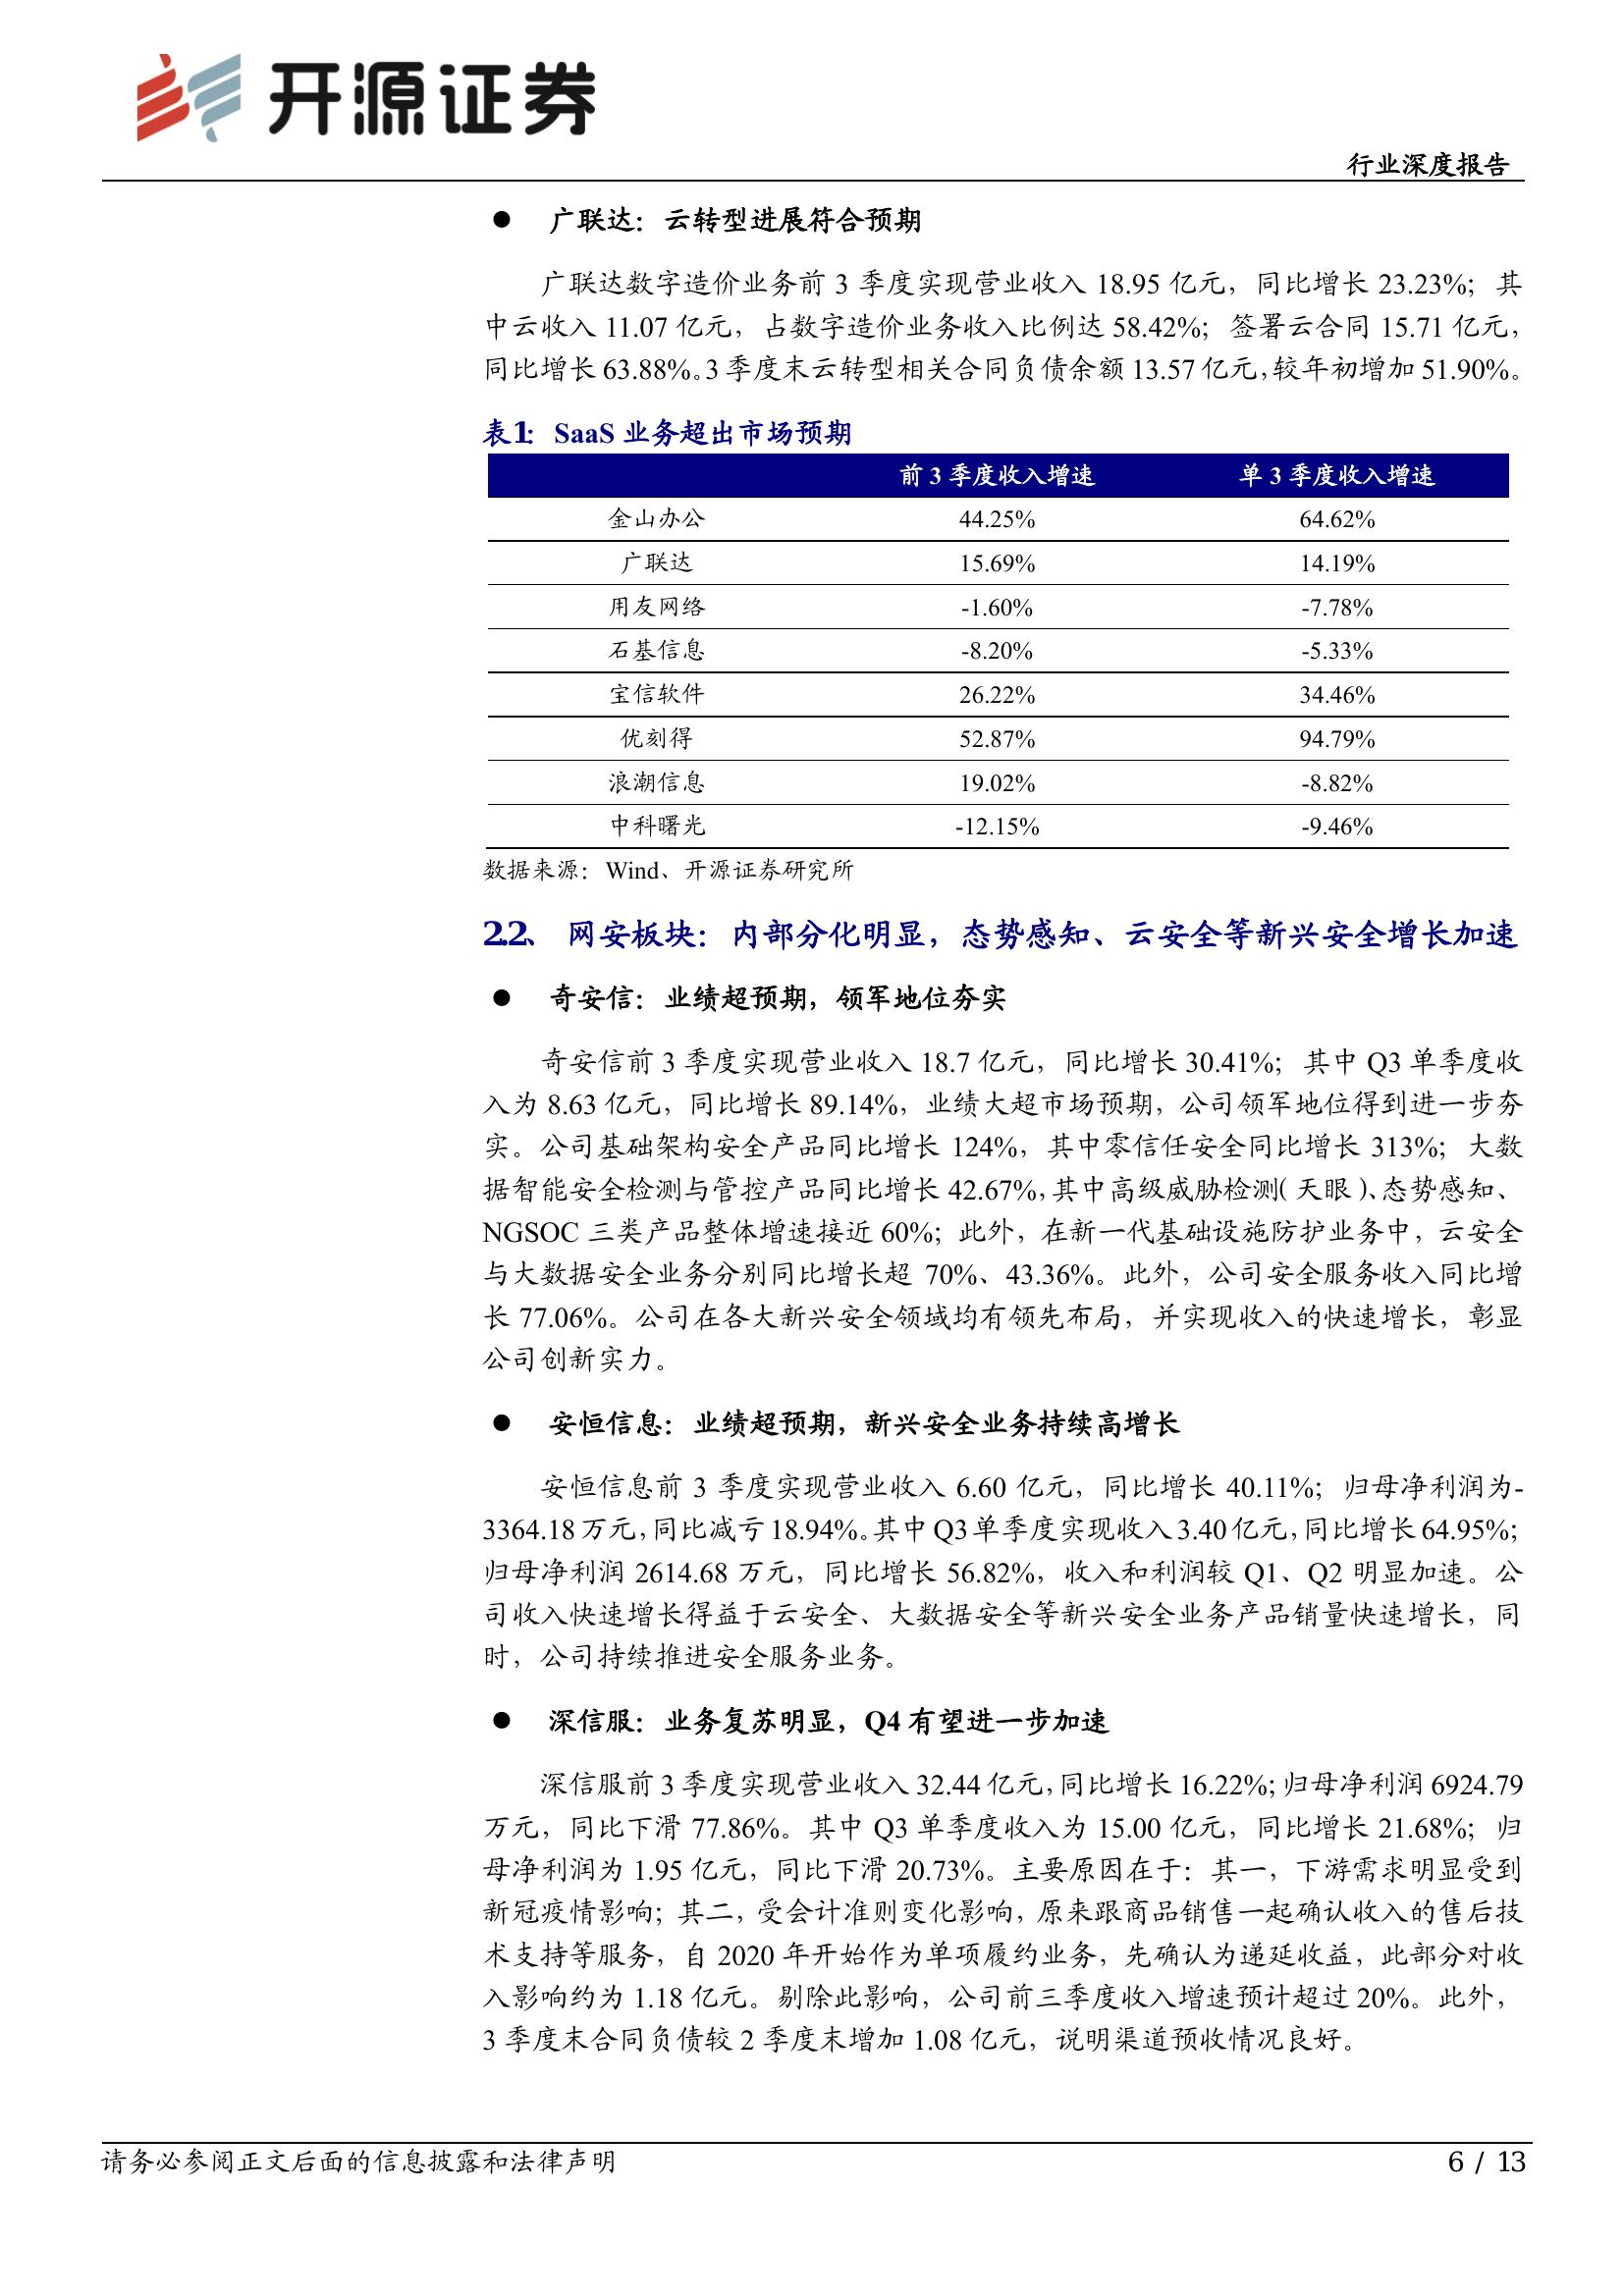 开源证券
行业深度报告
● 广联达：云转型进展符合预期
广联达数字造价业务前 3 季度实现营业收入 18.95 亿元，同比增长 23.23%；其
中云收入 11.07 亿元，占数字造价业务收入比例达 58.42%；签署云合同 15.71 亿元，
同比增长 63.88%。3 季度末云转型相关合同负债余额 13.57 亿元，较年初增加 51.90%。
表1： SaaS 业务超出市场预期
前 3 季度收入增速 单 3 季度收入增速
金山办公 44.25% 64.62%
广联达 15.69% 14.19%
用友网络 -1.60% -7.78%
石基信息 -8.20% -5.33%
宝信软件 26.22% 34.46%
优刻得 52.87% 94.79%
浪潮信息 19.02% -8.82%
中科曙光 -12.15% -9.46%
数据来源：Wind、开源证券研究所
2.2、 网安板块：内部分化明显，态势感知、云安全等新兴安全增长加速
● 奇安信：业绩超预期，领军地位夯实
奇安信前 3 季度实现营业收入 18.7 亿元，同比增长 30.41%；其中 Q3 单季度收
入为 8.63 亿元，同比增长 89.14%，业绩大超市场预期，公司领军地位得到进一步夯
实。公司基础架构安全产品同比增长 124%，其中零信任安全同比增长 313%；大数
据智能安全检测与管控产品同比增长 42.67%，其中高级威胁检测（天眼）、态势感知、
NGSOC 三类产品整体增速接近 60%；此外，在新一代基础设施防护业务中，云安全
与大数据安全业务分别同比增长超 70%、43.36%。此外，公司安全服务收入同比增
长 77.06%。公司在各大新兴安全领域均有领先布局，并实现收入的快速增长，彰显
公司创新实力。
● 安恒信息：业绩超预期，新兴安全业务持续高增长
安恒信息前 3 季度实现营业收入 6.60 亿元，同比增长 40.11%；归母净利润为-
3364.18 万元，同比减亏 18.94%。其中 Q3 单季度实现收入 3.40 亿元，同比增长 64.95%；
归母净利润 2614.68 万元，同比增长 56.82%，收入和利润较 Q1、Q2 明显加速。公
司收入快速增长得益于云安全、大数据安全等新兴安全业务产品销量快速增长，同
时，公司持续推进安全服务业务。
● 深信服：业务复苏明显，Q4 有望进一步加速
深信服前 3 季度实现营业收入 32.44 亿元，同比增长 16.22%；归母净利润 6924.79
万元，同比下滑 77.86%。其中 Q3 单季度收入为 15.00 亿元，同比增长 21.68%；归
母净利润为 1.95 亿元，同比下滑 20.73%。主要原因在于：其一，下游需求明显受到
新冠疫情影响；其二，受会计准则变化影响，原来跟商品销售一起确认收入的售后技
术支持等服务，自 2020 年开始作为单项履约业务，先确认为递延收益，此部分对收
入影响约为 1.18 亿元。剔除此影响，公司前三季度收入增速预计超过 20%。此外，
3 季度末合同负债较 2 季度末增加 1.08 亿元，说明渠道预收情况良好。
请务必参阅正文后面的信息披露和法律声明 6 / 13